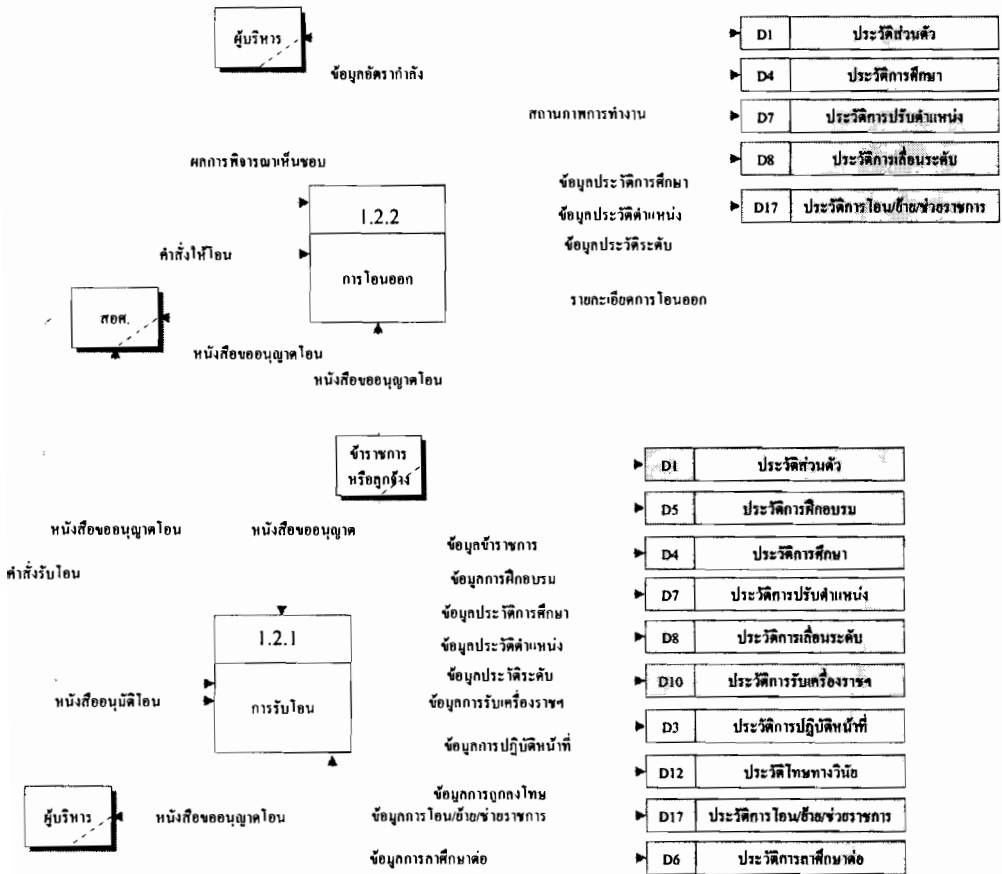 ผู้บริหาร
ข้อมูลอัตรากำลัง
D1 ประวัติส่วนตัว
D4 ประวัติการศึกษา
สถานภาพการทำงาน
D7 ประวัติการปรับตำแหน่ง
ผลการพิจารณาเห็นชอบ
D8 ประวัติการเลื่อนระดับ
ข้อมูลประวัติการศึกษา
1.2.2
D17 ประวัติการโอน/ย้าย/ช่วยราชการ
ข้อมูลประวัติตำแหน่ง
คำสั่งให้โอน
ข้อมูลประวัติระดับ
การโอนออก
รายละเอียดการโอนออก
สอศ.
หนังสือขออนุญาตโอน
หนังสือขออนุญาตโอน
ข้าราชการ
หรือลูกจ้าง
D1 ประวัติส่วนตัว
D5 ประวัติการฝึกอบรม
หนังสือขออนุญาตโอน
หนังสือขออนุญาต
ข้อมูลข้าราชการ
D4 ประวัติการศึกษา
คำสั่งรับโอน
ข้อมูลการฝึกอบรม
D7 ประวัติการปรับตำแหน่ง
ข้อมูลประวัติการศึกษา
1.2.1
ข้อมูลประวัติตำแหน่ง
D8 ประวัติการเลื่อนระดับ
ข้อมูลประวัติระดับ
D10 ประวัติการรับเครื่องราชฯ
หนังสืออนุมัติโอน
การรับโอน
ข้อมูลการรับเครื่องราชฯ
D3 ประวัติการปฏิบัติหน้าที่
ข้อมูลการปฏิบัติหน้าที่
D12 ประวัติโทษทางวินัย
ข้อมูลการถูกลงโทษ
ผู้บริหาร
หนังสือขออนุญาตโอน
ข้อมูลการโอน/ย้าย/ช่วยราชการ
D17 ประวัติการโอน/ย้าย/ช่วยราชการ
ข้อมูลการลาศึกษาต่อ
D6 ประวัติการลาศึกษาต่อ